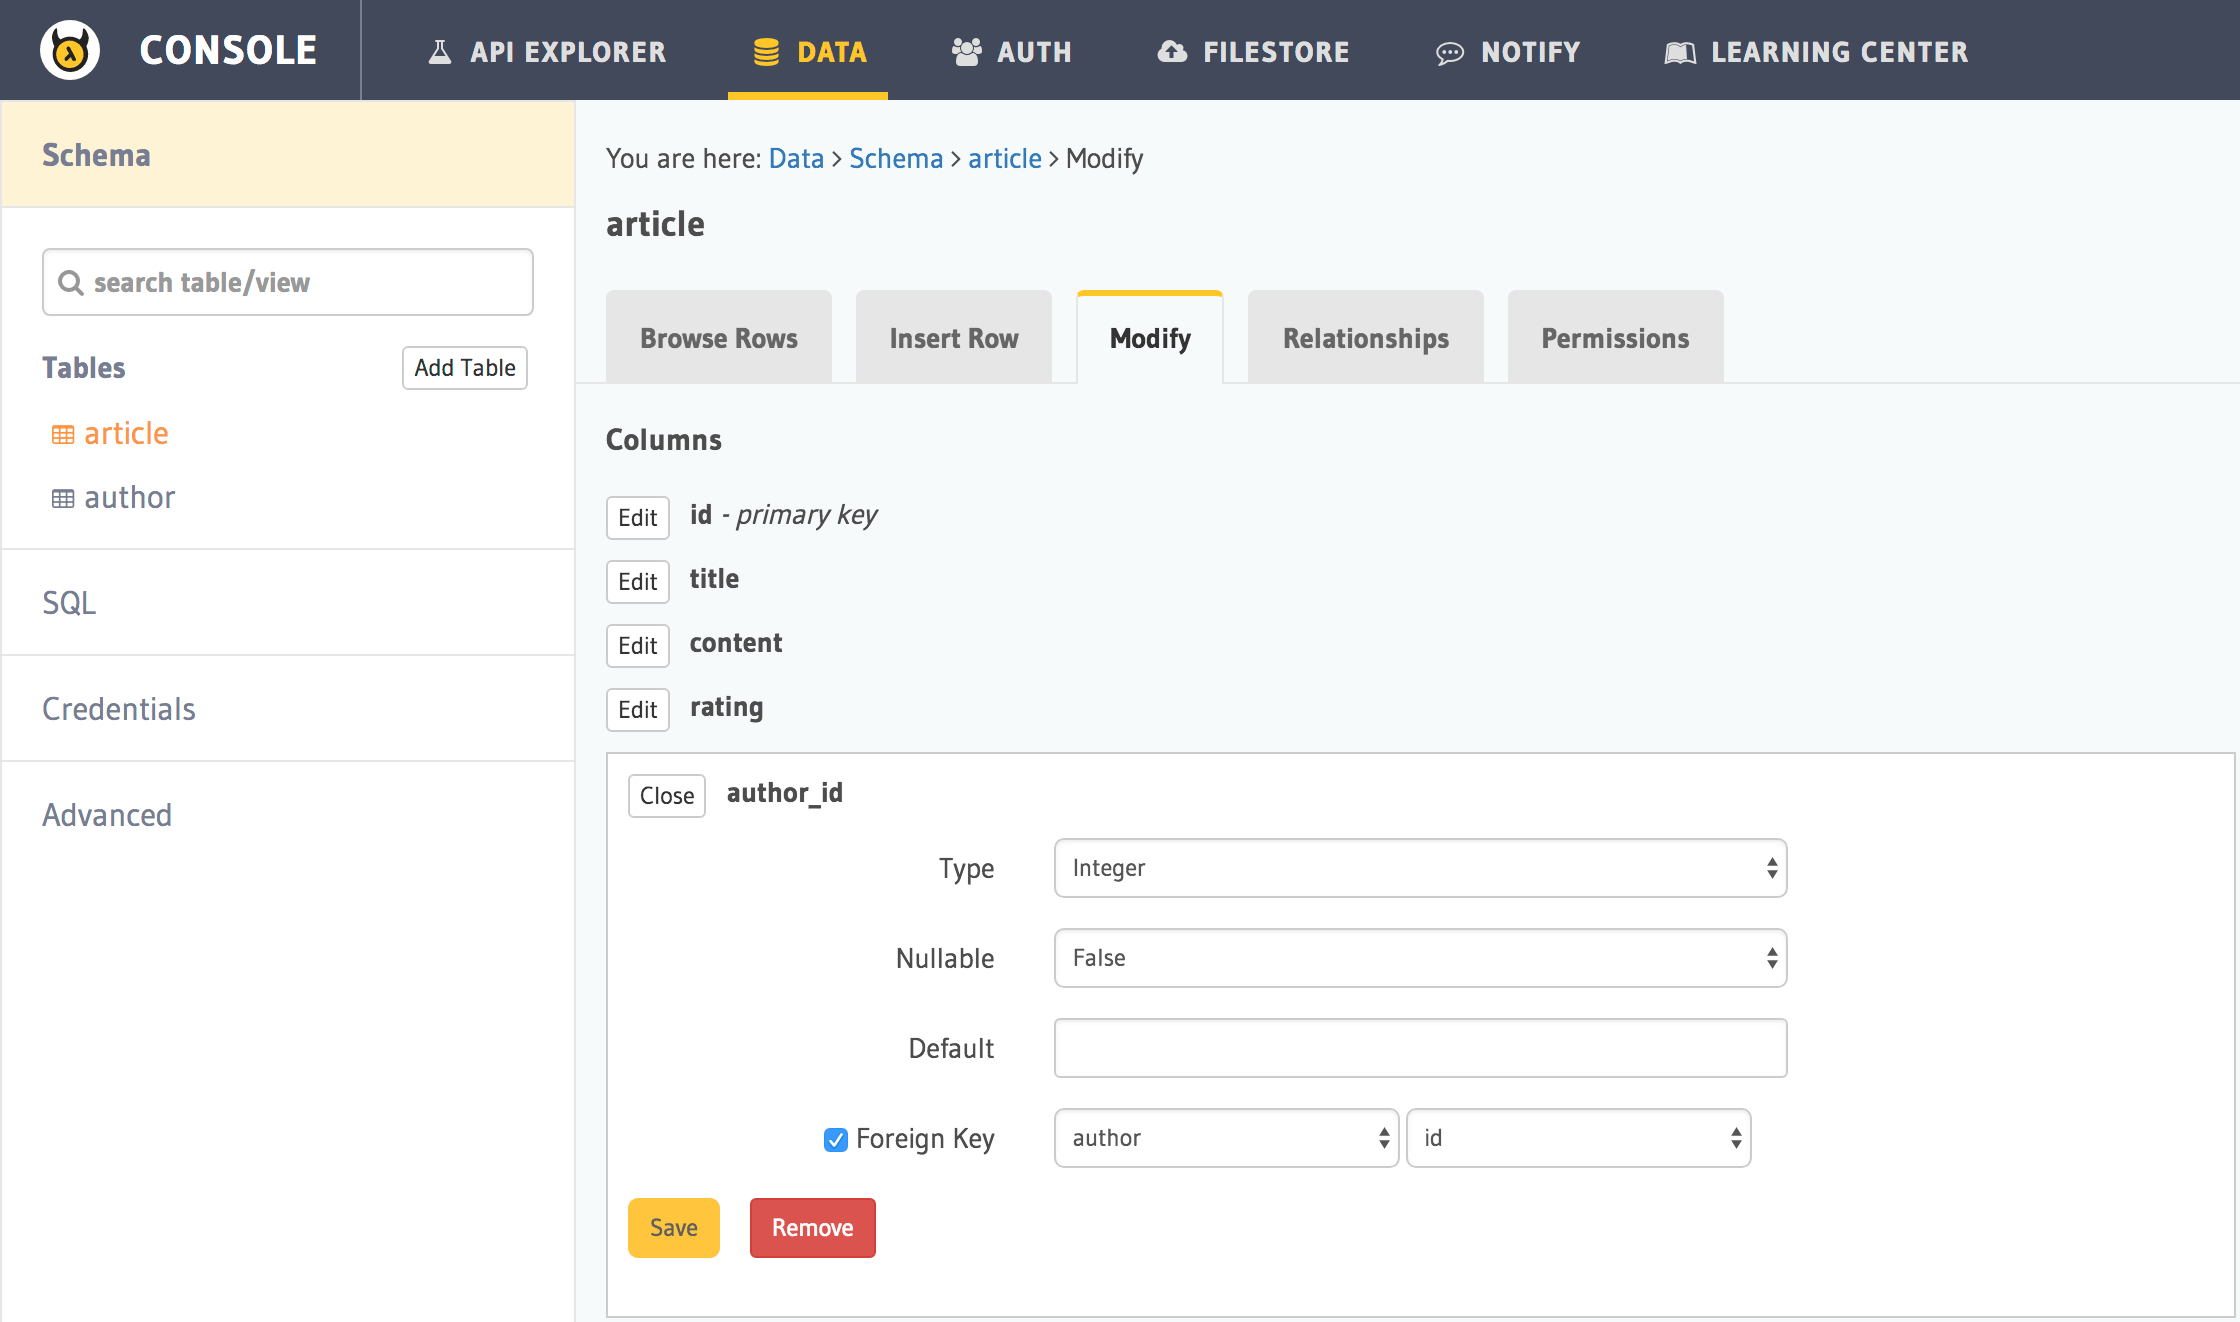 CONSOLE
API EXPLORER
DATA
AUTH
FILESTORE
NOTIFY
LEARNING CENTER
Schema
search table/view
Tables
Add Table
article
author
SQL
Credentials
Advanced
You are here: Data > Schema > article > Modify
article
Browse Rows
Insert Row
Modify
Relationships
Permissions
Columns
Edit id - primary key
Edit title
Edit content
Edit rating
Close author_id
Type Integer
Nullable False
Default
Foreign Key author id
Save Remove